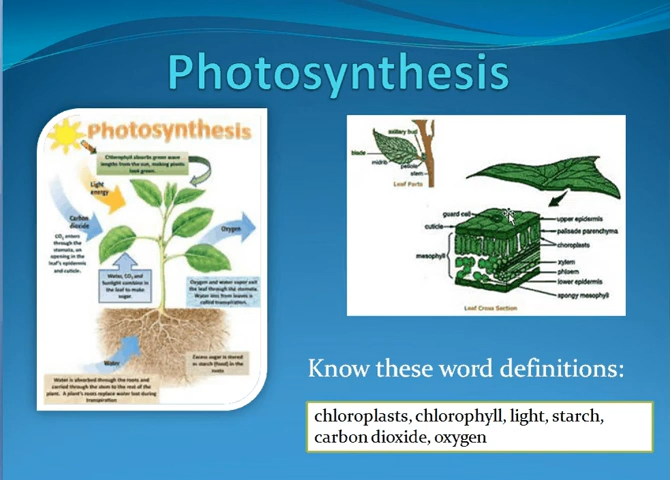 Photosynthesis
Photosynthesis
Chlorophyll absorbs green wave
lengths from the sun, making plants
look green.
Light
energy
Carbon
dioxide
CO₂ enters
through the
stomata, an
opening in the
leaf's epidermis
and cuticle.
Oxygen
Water, CO₂ and
Sunlight combine in
the leaf to make
sugar.
Oxygen and water vapor exit
the leaf through the stomata.
Water loss from leaves is
called transpiration.
Water
Excess sugar is stored
as starch (food) in the
roots
Water is absorbed through the roots and
carried through the stem to the rest of the
plant. A plant's roots replace water lost during
transpiration
axillary bud
blade
midrib
petiole
stem
Leaf Parts
guard cell
cuticle
mesophyll
upper epidermis
palisade parenchyma
choroplasts
xylem
phloem
lower epidermis
spongy mesophyll
Leaf Cross Section
Know these word definitions:
chloroplasts, chlorophyll, light, starch,
carbon dioxide, oxygen